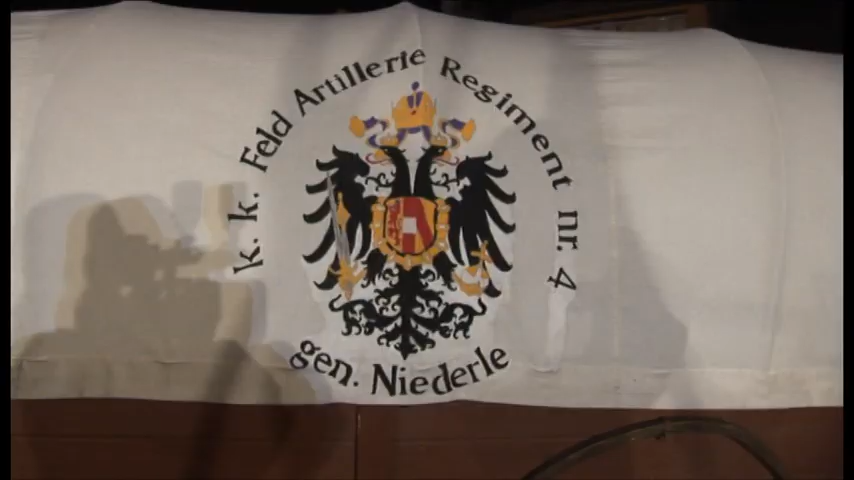 k. k. Feld Artillerie Regiment nr. 4
gen. Niederle